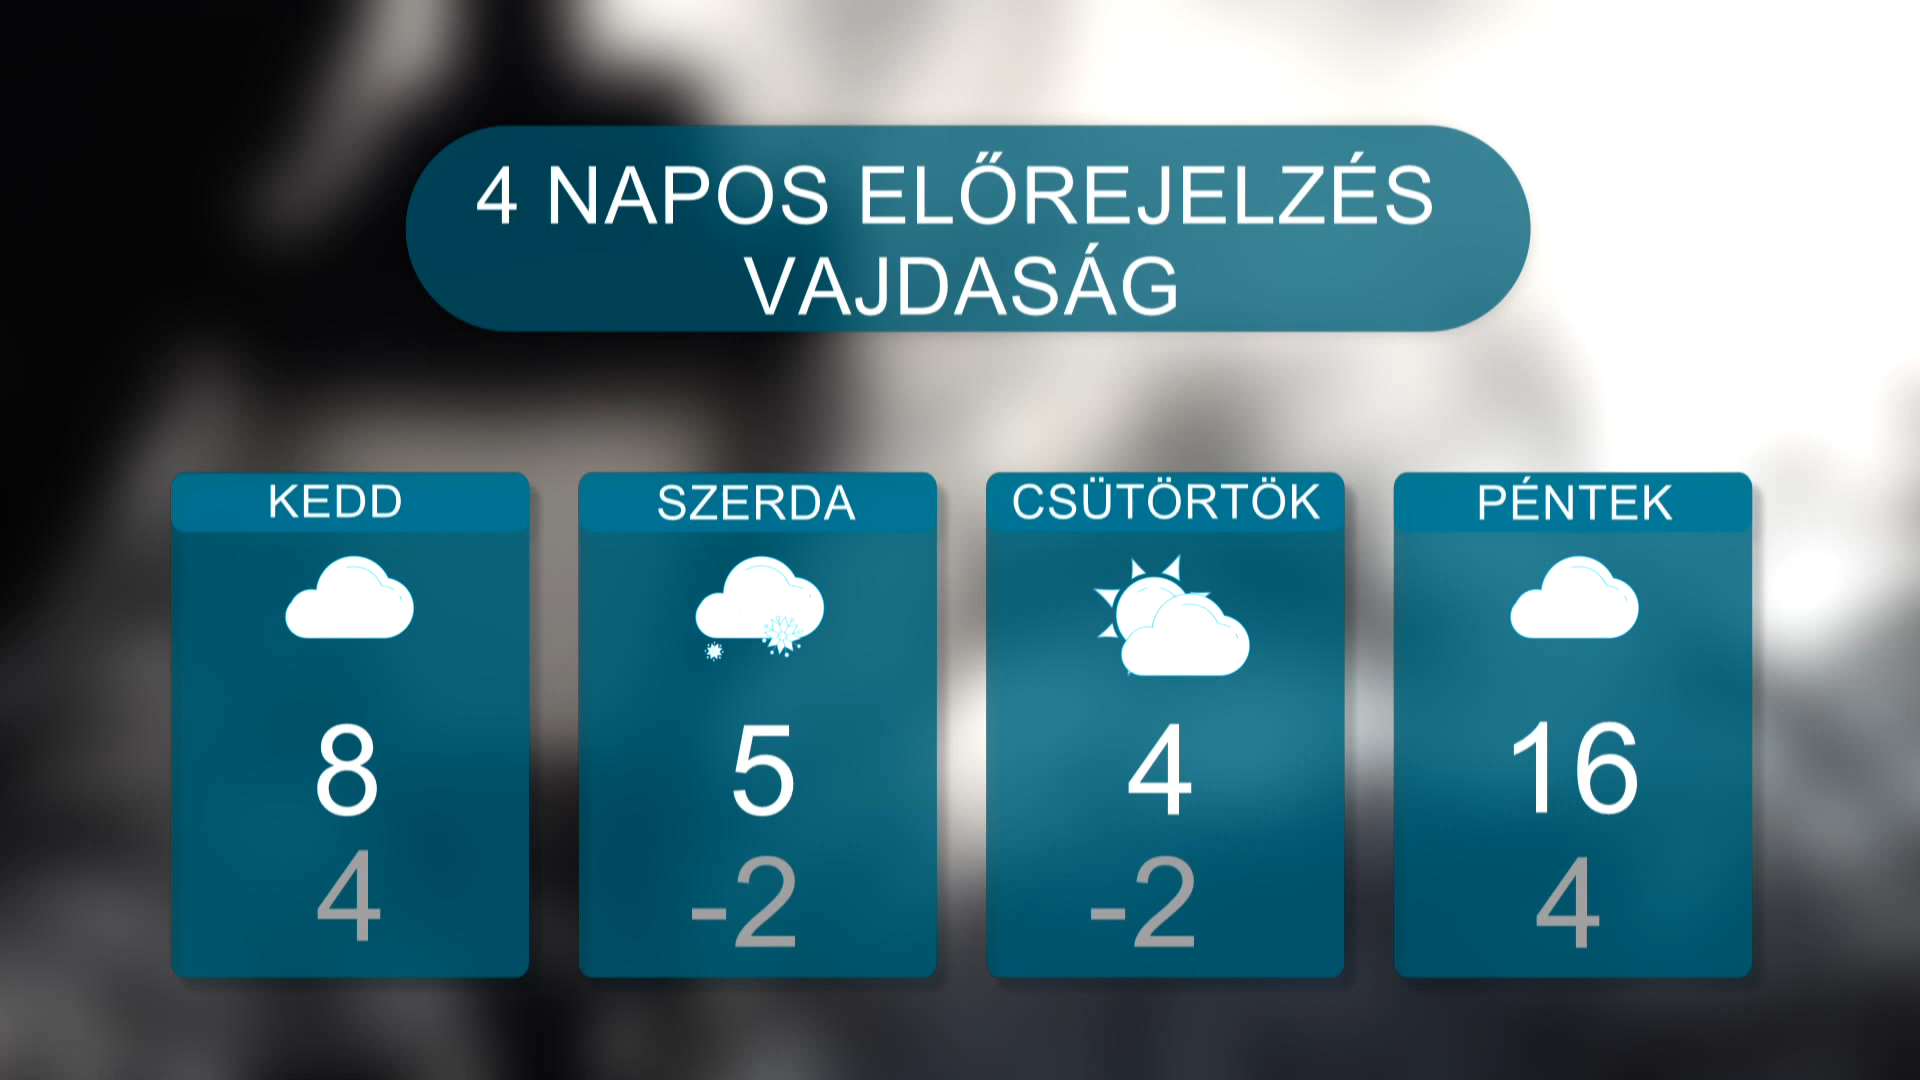 4 NAPOS ELŐREJELZÉS
VAJDASÁG
KEDD
8
4
SZERDA
5
-2
CSÜTÖRTÖK
4
-2
PÉNTEK
16
4